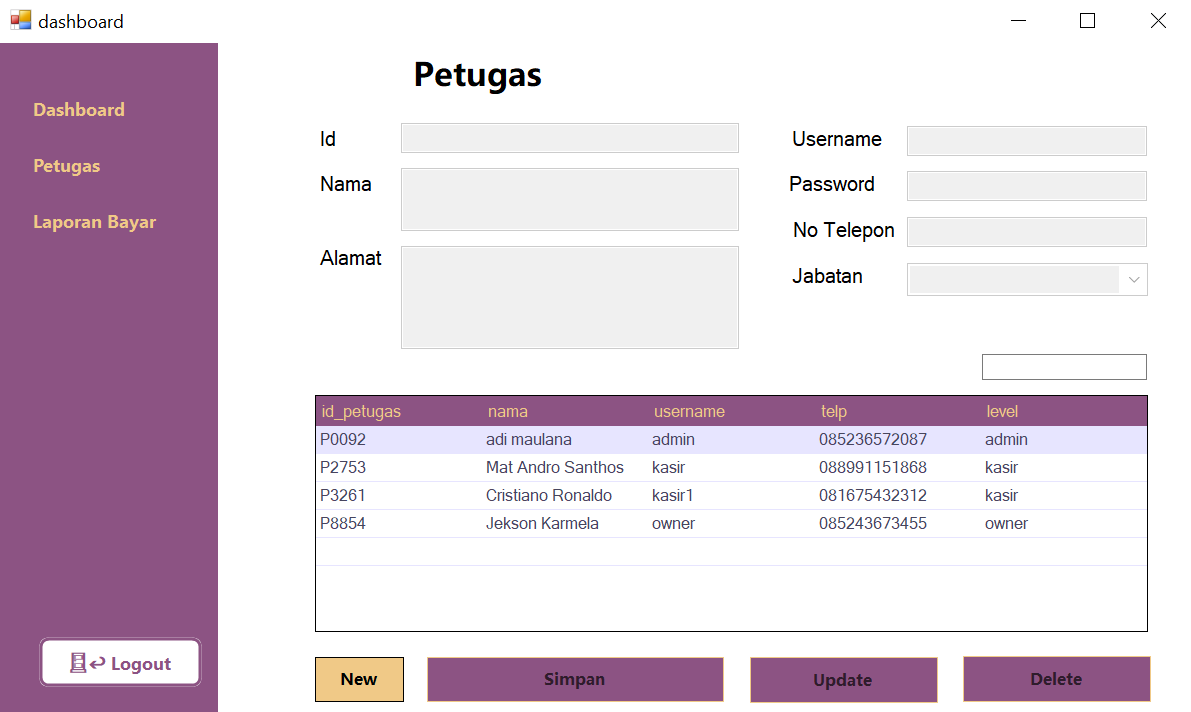 dashboard
Dashboard
Petugas
Laporan Bayar
Logout
Petugas
Id
Nama
Alamat
Username
Password
No Telepon
Jabatan
id_petugas nama username telp level
P0092 adi maulana admin 085236572087 admin
P2753 Mat Andro Santhos kasir 088991151868 kasir
P3261 Cristiano Ronaldo kasir1 081675432312 kasir
P8854 Jekson Karmela owner 085243673455 owner
New Simpan Update Delete